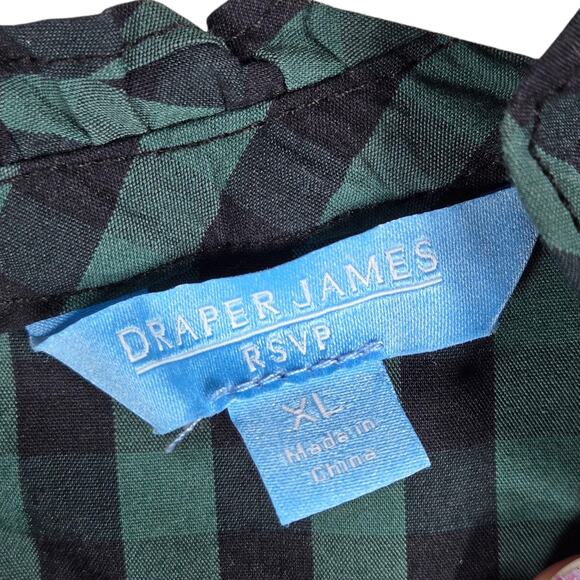 DRAPER JAMES
RSVP
XL
Made in
China